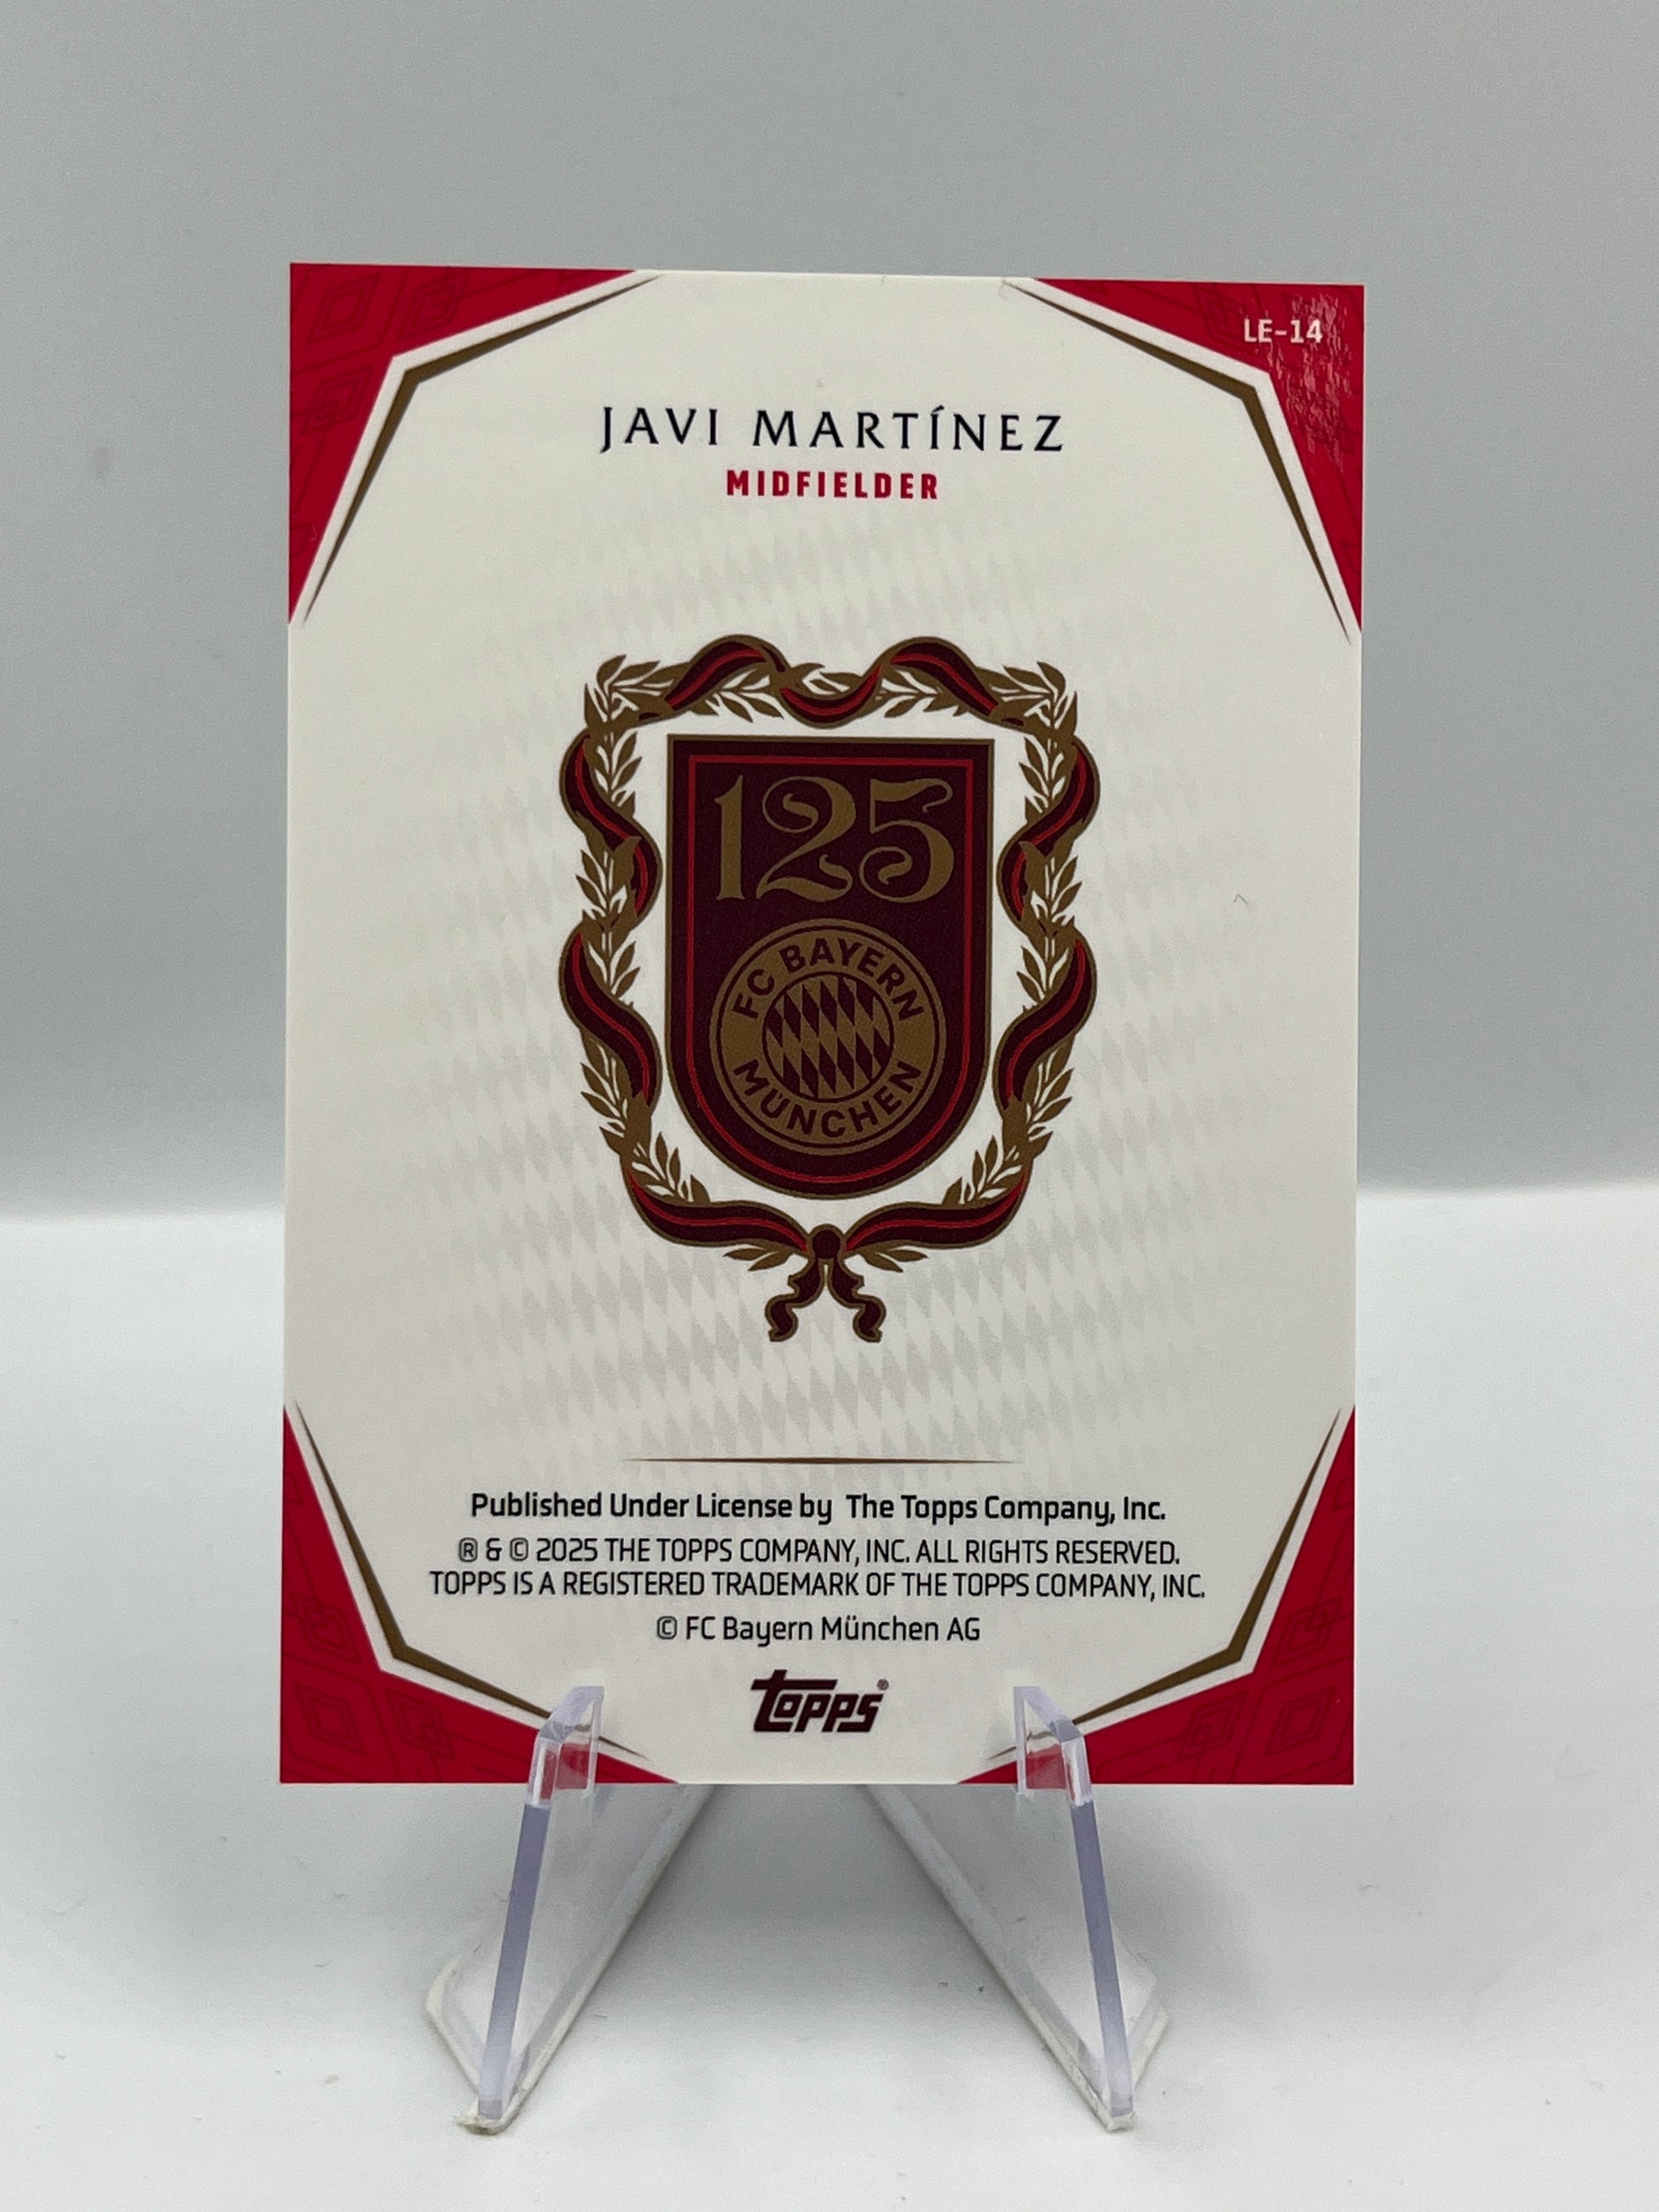 LE-14
JAVI MARTÍNEZ
MIDFIELDER
125
FC BAYERN
MÜNCHEN
Published Under License by The Topps Company, Inc.
® & © 2025 THE TOPPS COMPANY, INC. ALL RIGHTS RESERVED.
TOPPS IS A REGISTERED TRADEMARK OF THE TOPPS COMPANY, INC.
© FC Bayern München AG
topps®